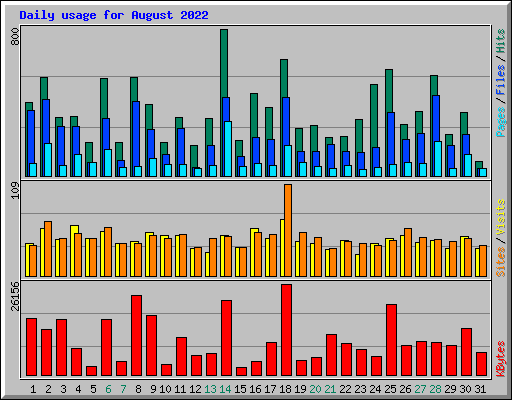 Daily usage for August 2022
800
Pages / Files / Hits
109
Sites / Visits
26156
KBytes
1 2 3 4 5 6 7 8 9 10 11 12 13 14 15 16 17 18 19 20 21 22 23 24 25 26 27 28 29 30 31